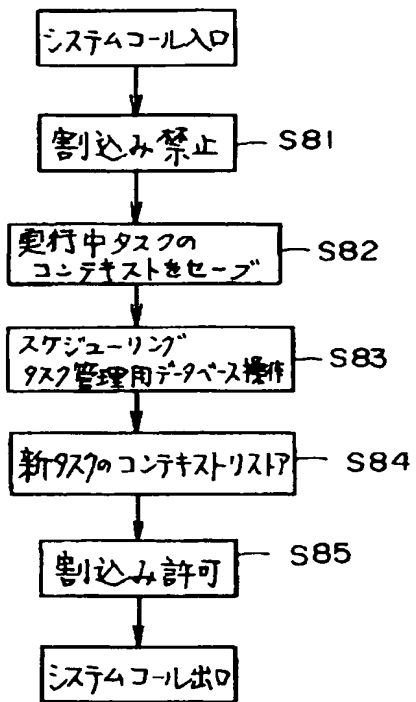 システムコール入口
割込み禁止
S81
実行中タスクの
コンテキストをセーブ
S82
スケジューリング
タスク管理用データベース操作
S83
新タスクのコンテキストリストア
S84
割込み許可
S85
システムコール出口